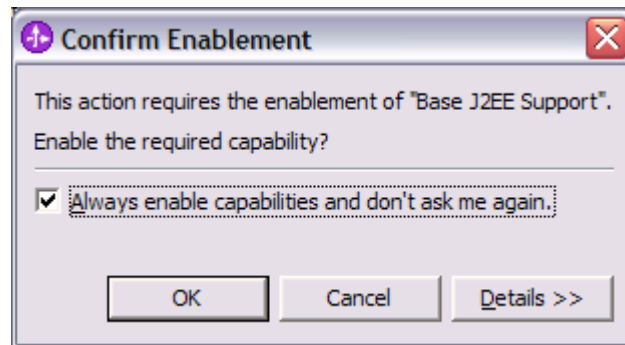 Confirm Enablement
This action requires the enablement of "Base J2EE Support".
Enable the required capability?
Always enable capabilities and don't ask me again.
OK Cancel Details >>